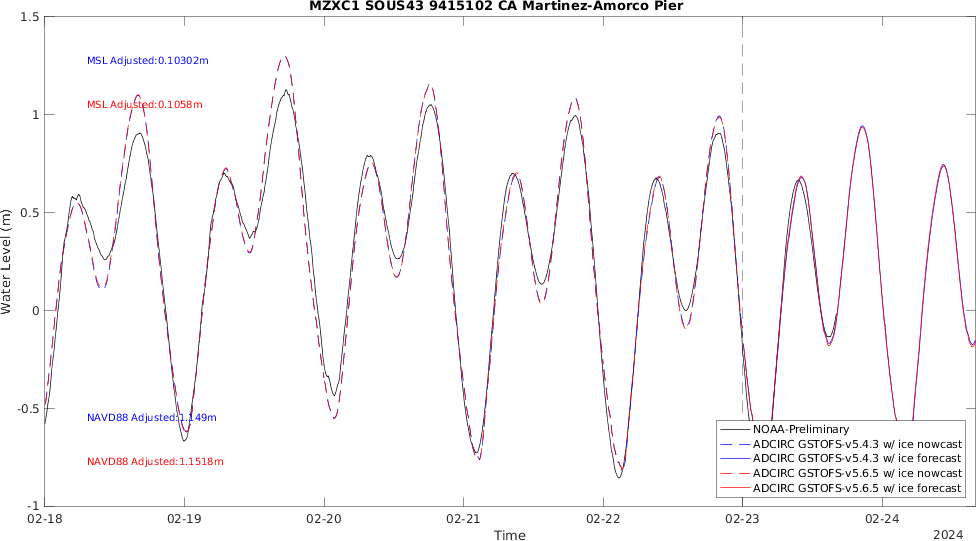 MZXC1 SOUS43 9415102 CA Martinez-Amorco Pier
1.5
MSL Adjusted:0.10302m
1
MSL Adjusted:0.1058m
0.5
Water Level (m)
0
-0.5
NAVD88 Adjusted:1.149m
NAVD88 Adjusted:1.1518m
-1
NOAA-Preliminary
ADCIRC GSTOFS-v5.4.3 w/ ice nowcast
ADCIRC GSTOFS-v5.4.3 w/ ice forecast
ADCIRC GSTOFS-v5.6.5 w/ ice nowcast
ADCIRC GSTOFS-v5.6.5 w/ ice forecast
02-18 02-19 02-20 02-21 02-22 02-23 02-24
Time
2024